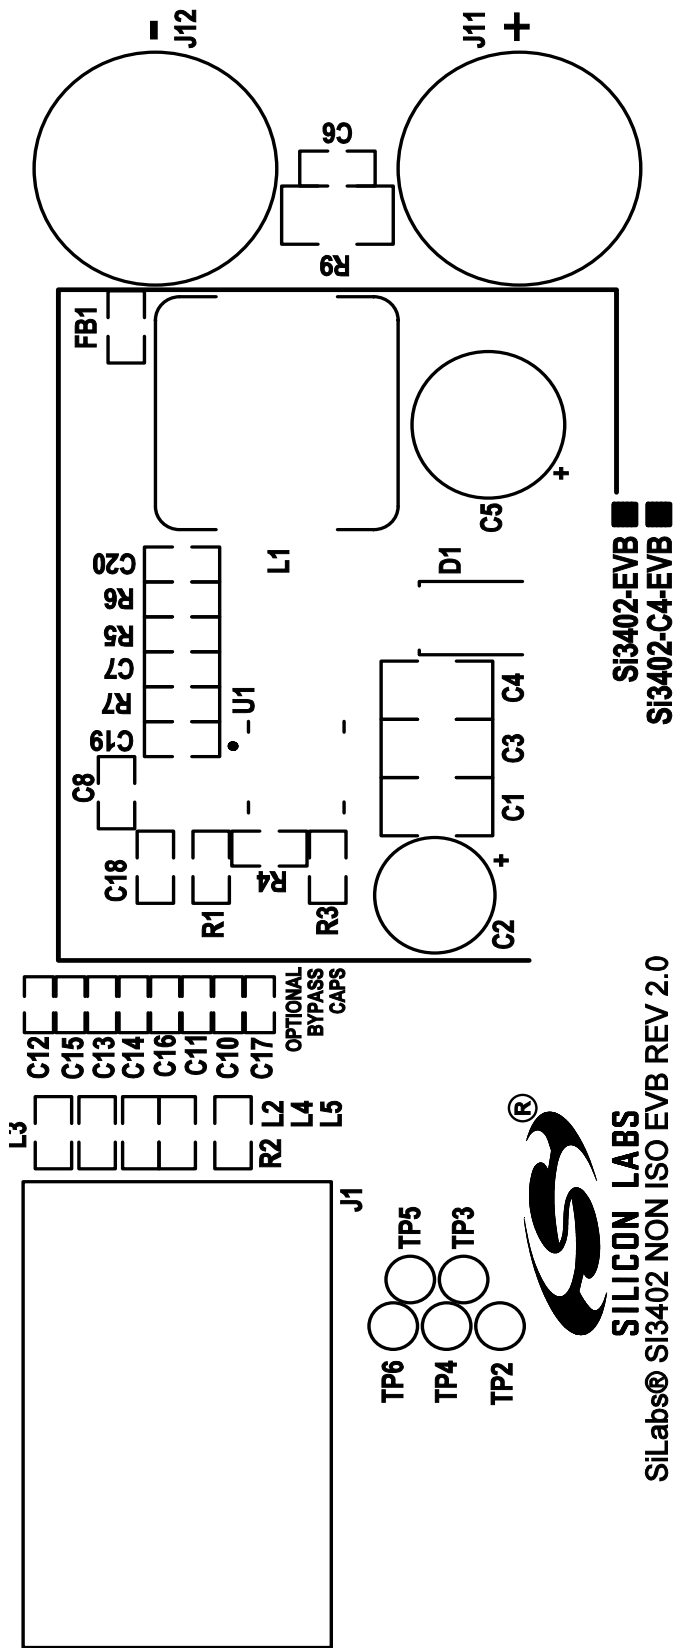 -
J12
J11
+
C6
R9
FB1
C5
+
L1
D1
C20
R6
R5
C7
R7
C19
U1
C8
C18
R1
R4
R3
C4
C3
C1
+
C2
Si3402-EVB
Si3402-C4-EVB
C12
C15
C13
C14
C16
C11
C10
C17
OPTIONAL
BYPASS
CAPS
L3
L2
L4
L5
R2
J1
TP5
TP3
TP6
TP4
TP2
®
SILICON LABS
SiLabs® SI3402 NON ISO EVB REV 2.0